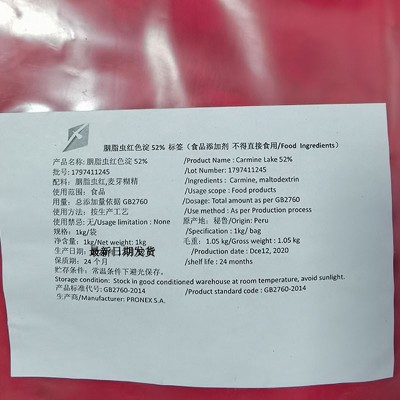 胭脂虫红色淀 52% 标签（食品添加剂 不得直接食用/Food Ingredients）
产品名称: 胭脂虫红色淀 52% /Product Name : Carmine Lake 52%
批号: 1797411245 /Lot Number: 1797411245
配料: 胭脂虫红,麦芽糊精 /Ingredients : Carmine, maltodextrin
使用范围: 食品 /Usage scope : Food products
用量: 总添加量依据 GB2760 /Dosage: Total amount as per GB2760
使用方法: 按生产工艺 /Use method : As per Production process
使用禁忌: 无/Usage limitation : None 原产地: 秘鲁/Origin: Peru
规格: 1kg/袋 /Specification : 1kg/ bag
净含量: 1kg/Net weight: 1kg 毛重: 1.05 kg/Gross weight : 1.05 kg
生产日期: 最新日期发货 /Production date : Dce12, 2020
保质期: 24 个月 /shelf life : 24 months
贮存条件: 常温条件下避光保存。
Storage condition: Stock in good conditioned warehouse at room temperature, avoid sunlight.
产品标准代号: GB2760-2014 /Product standard code : GB2760-2014
生产商/Manufacturer: PRONEX S.A.